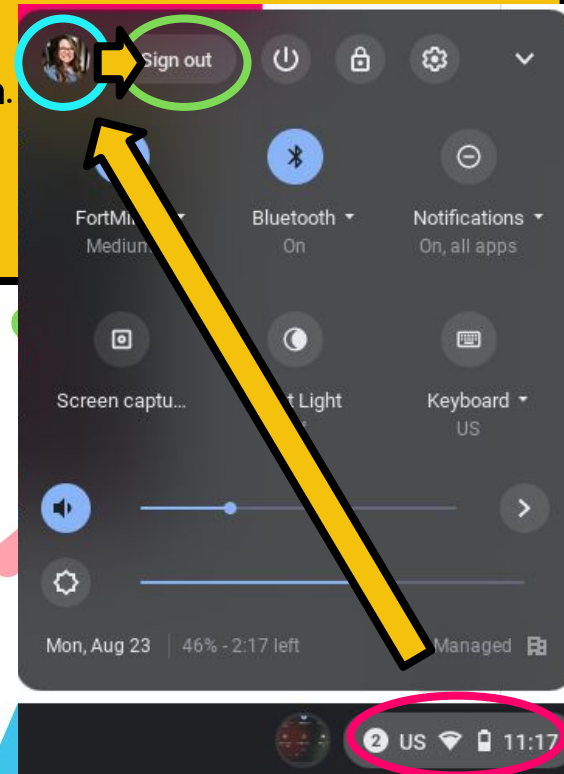 n.
Sign out
Bluetooth
Notifications
Medium
On
On, all apps
Screen captu...
Light
Keyboard
US
Mon, Aug 23
46% - 2:17 left
Managed
2 US 11:17